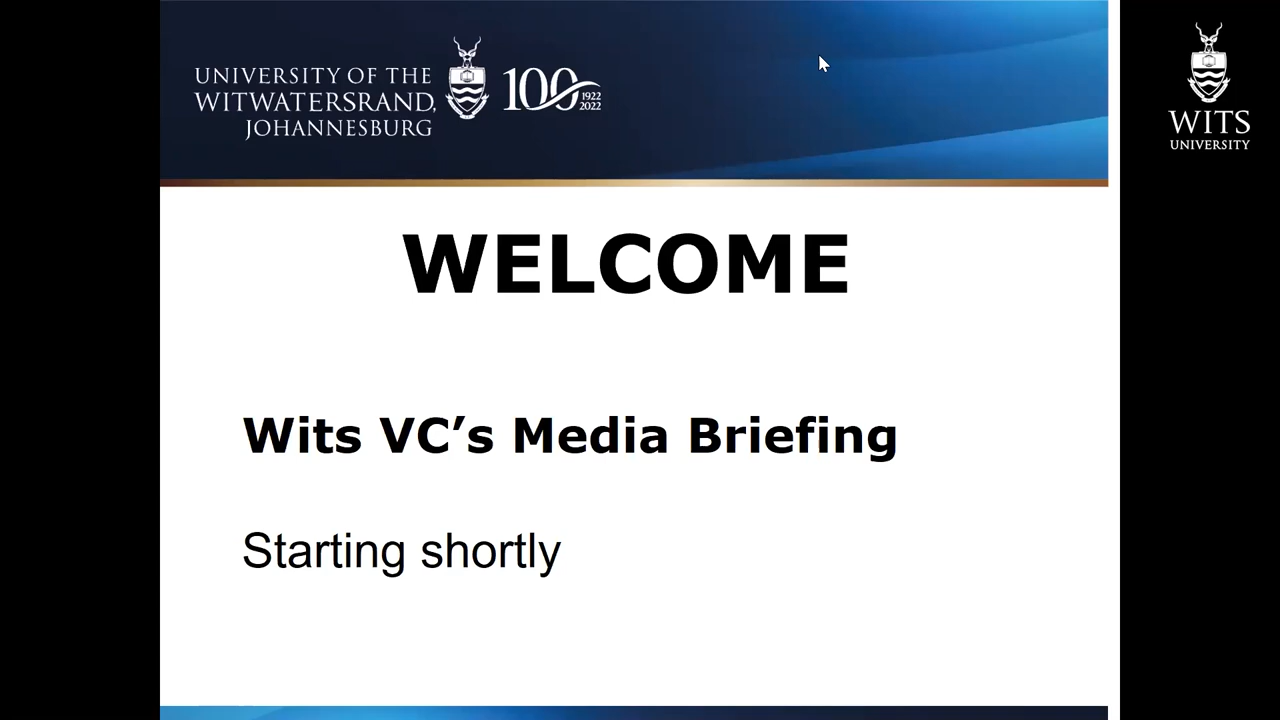 UNIVERSITY OF THE
WITWATERSRAND,
JOHANNESBURG
100
1922
2022
WITS
UNIVERSITY
WELCOME
Wits VC’s Media Briefing
Starting shortly